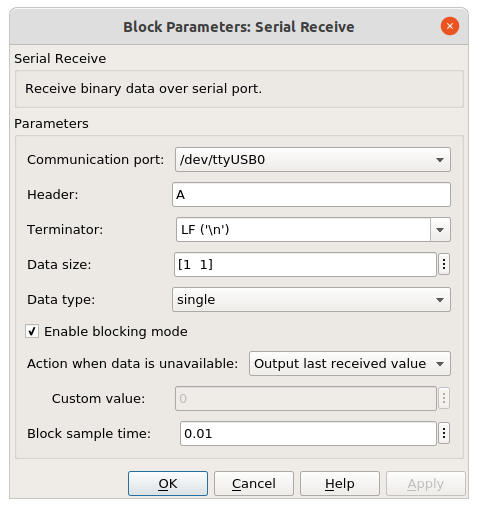 Block Parameters: Serial Receive
Serial Receive
Receive binary data over serial port.
Parameters
Communication port: /dev/ttyUSB0
Header: A
Terminator: LF ('\n')
Data size: [1  1]
Data type: single
Enable blocking mode
Action when data is unavailable: Output last received value
Custom value: 0
Block sample time: 0.01
OK Cancel Help Apply